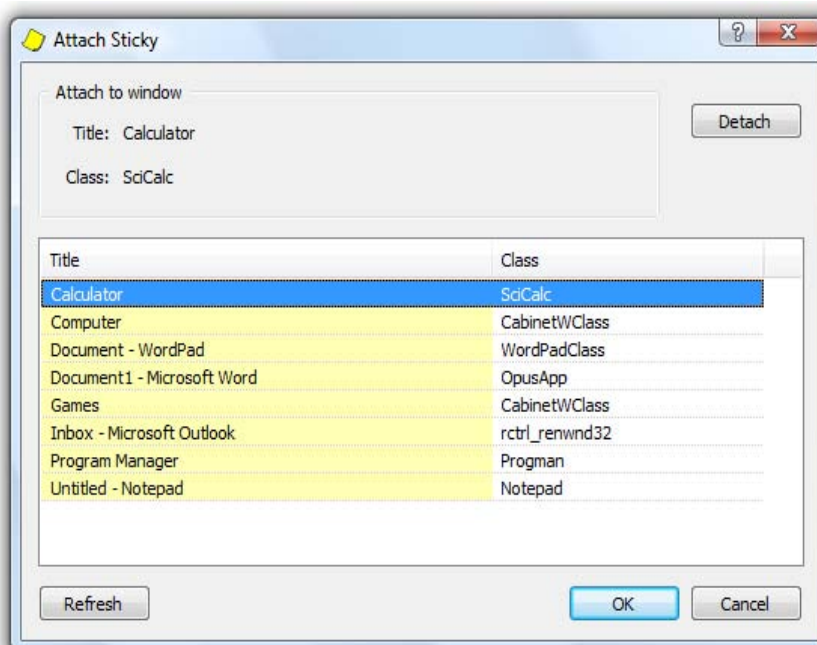 Attach Sticky
Attach to window
Title: Calculator
Detach
Class: SciCalc
Title Class
Calculator SciCalc
Computer CabinetWClass
Document - WordPad WordPadClass
Document1 - Microsoft Word OpusApp
Games CabinetWClass
Inbox - Microsoft Outlook rctrl_renwnd32
Program Manager Progman
Untitled - Notepad Notepad
Refresh OK Cancel